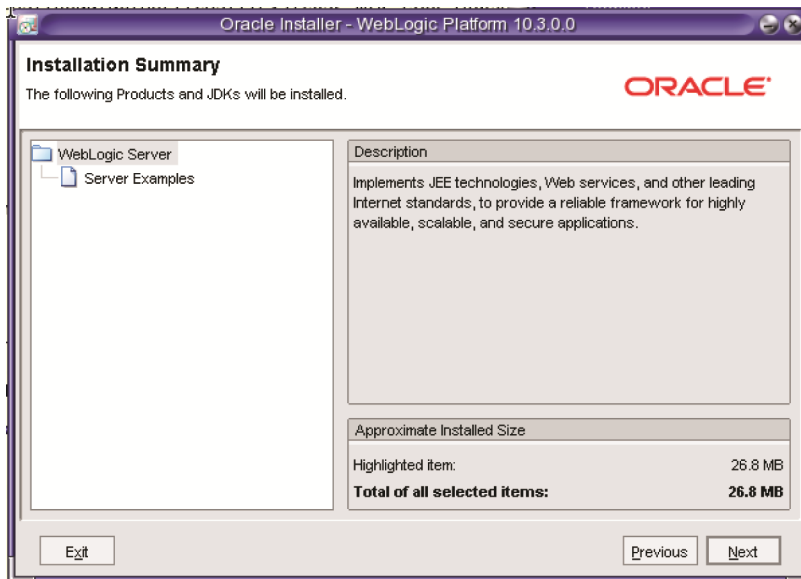 Oracle Installer - WebLogic Platform 10.3.0.0
Installation Summary
The following Products and JDKs will be installed.
ORACLE
WebLogic Server
Server Examples
Description
Implements JEE technologies, Web services, and other leading
Internet standards, to provide a reliable framework for highly
available, scalable, and secure applications.
Approximate Installed Size
Highlighted item: 26.8 MB
Total of all selected items: 26.8 MB
Exit
Previous
Next